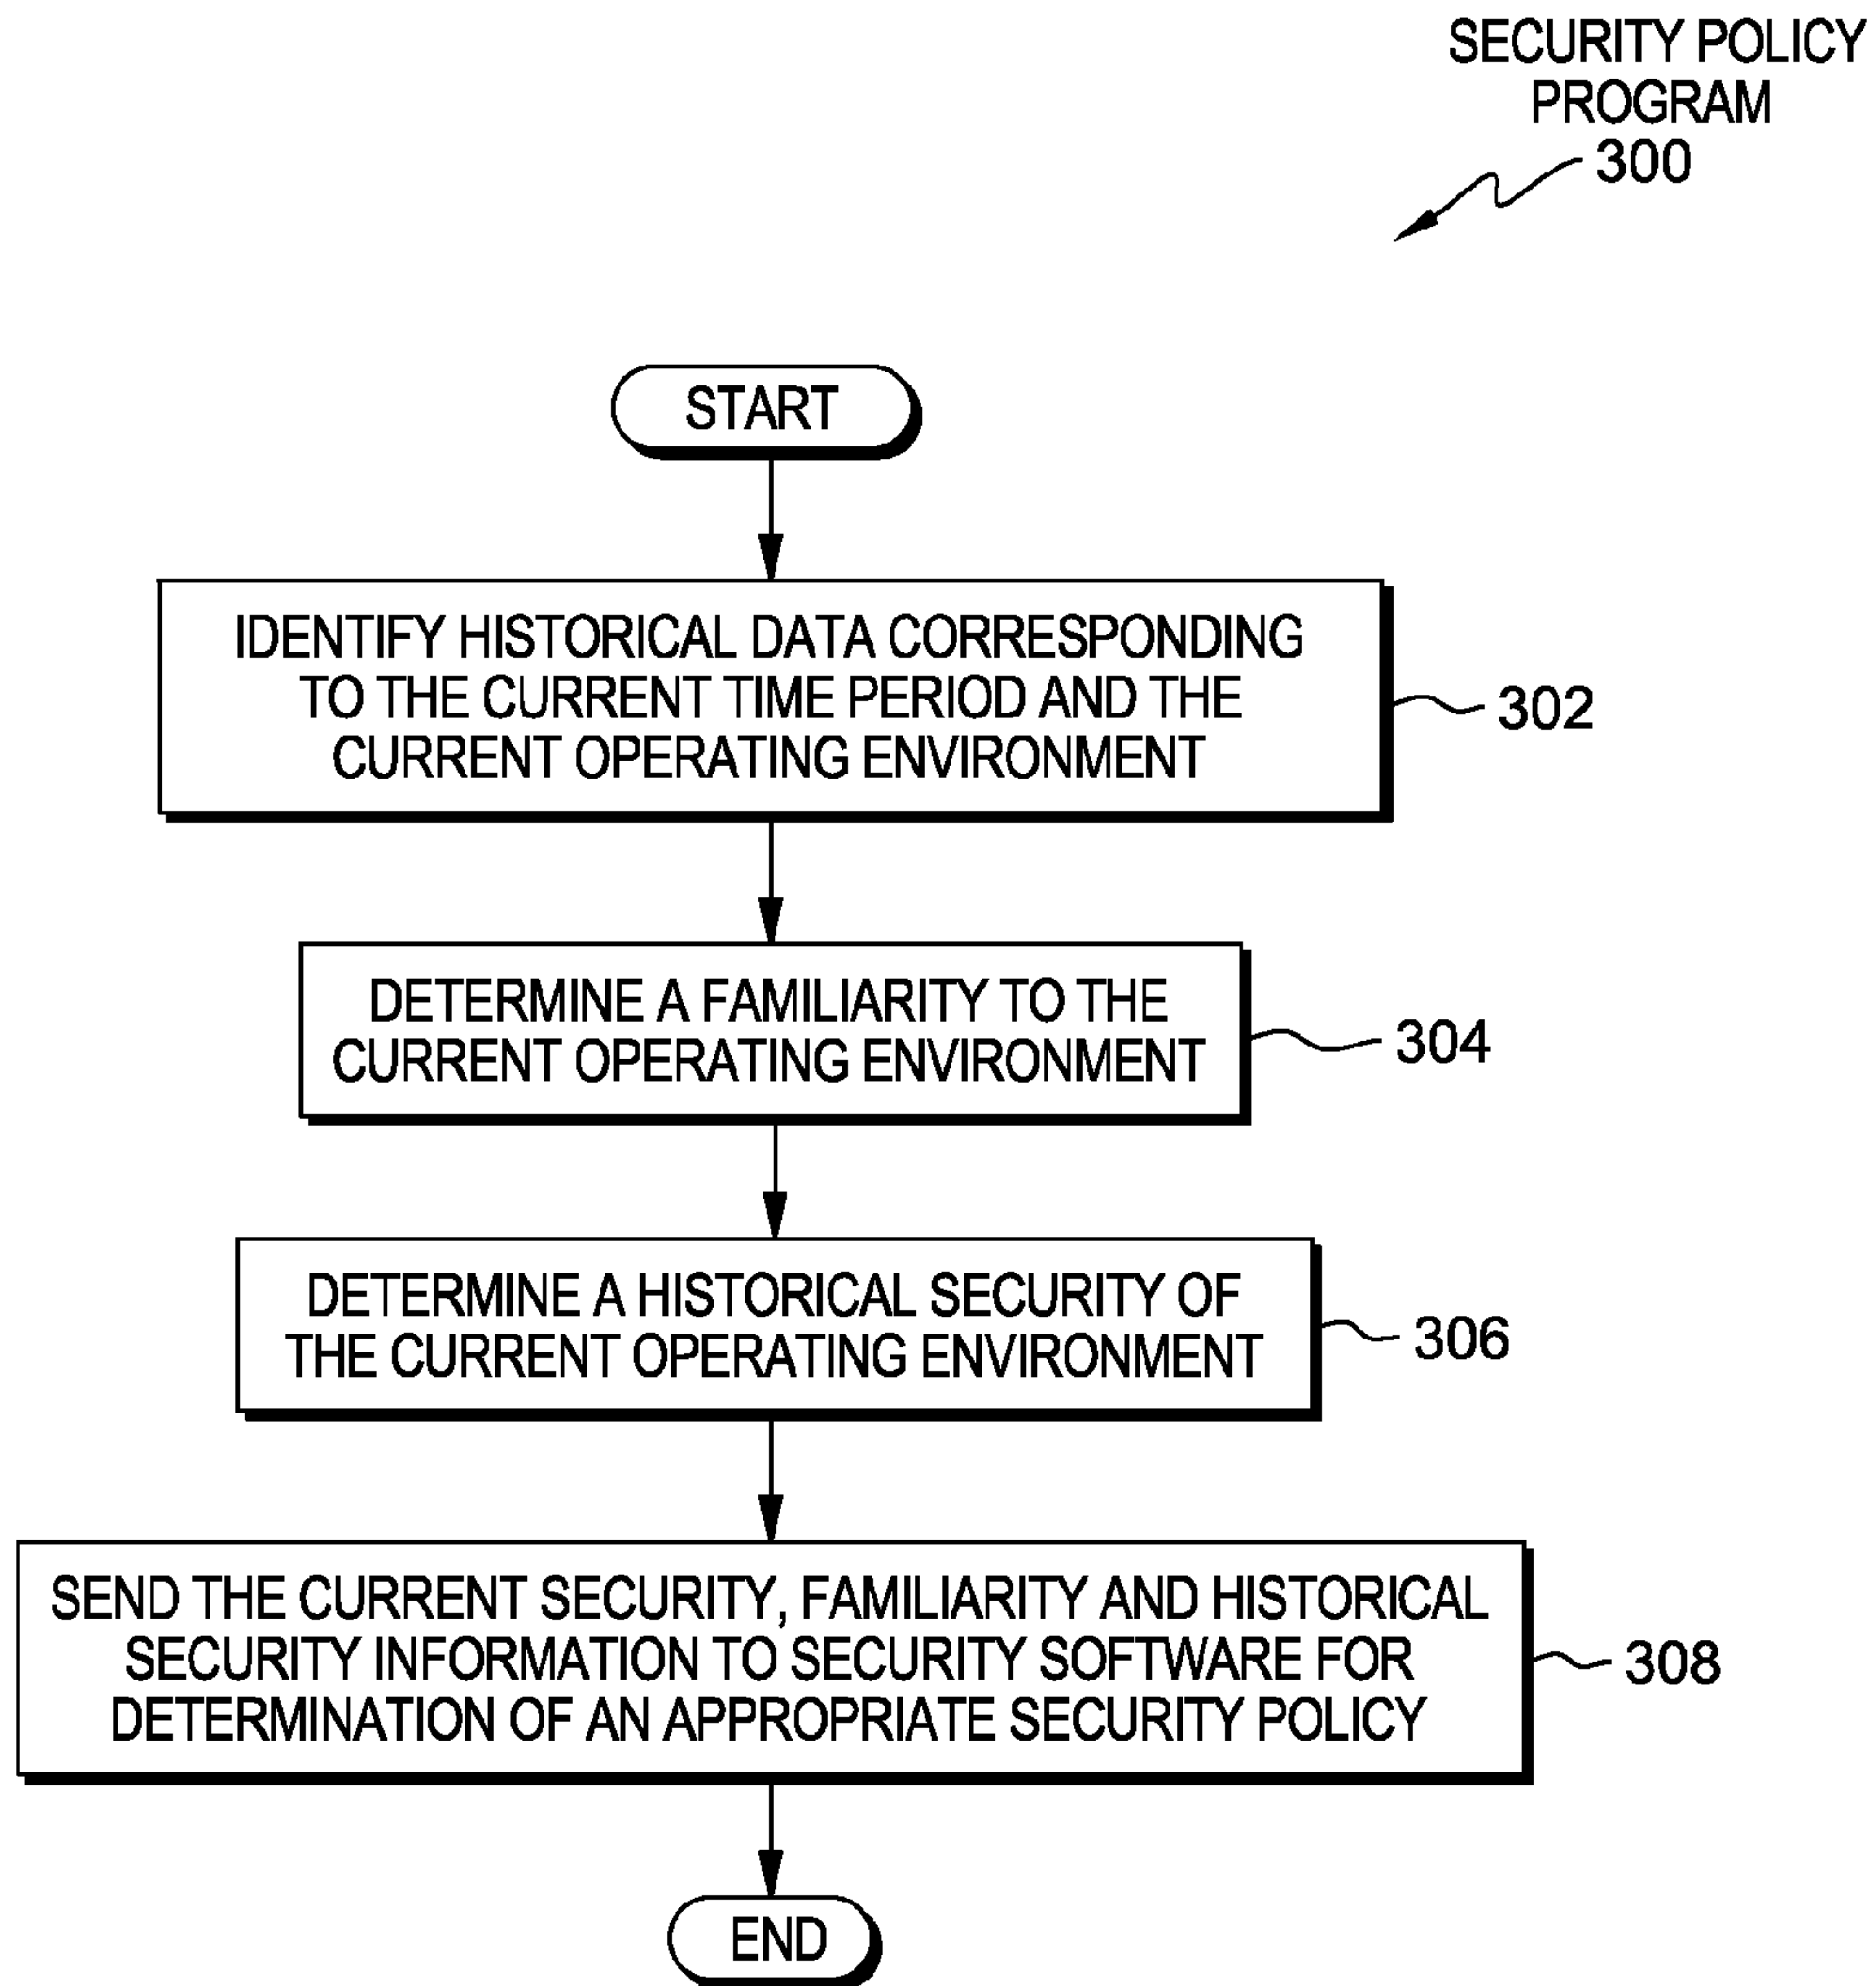 SECURITY POLICY
PROGRAM
300
START
IDENTIFY HISTORICAL DATA CORRESPONDING
TO THE CURRENT TIME PERIOD AND THE
CURRENT OPERATING ENVIRONMENT
302
DETERMINE A FAMILIARITY TO THE
CURRENT OPERATING ENVIRONMENT
304
DETERMINE A HISTORICAL SECURITY OF
THE CURRENT OPERATING ENVIRONMENT
306
SEND THE CURRENT SECURITY, FAMILIARITY AND HISTORICAL
SECURITY INFORMATION TO SECURITY SOFTWARE FOR
DETERMINATION OF AN APPROPRIATE SECURITY POLICY
308
END